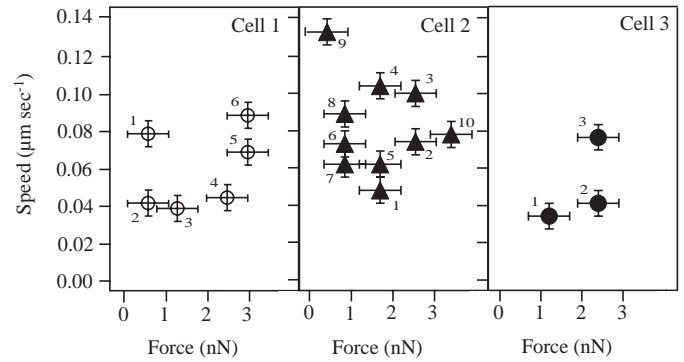 0.14
0.12
0.10
0.08
0.06
0.04
0.02
0.00
Speed (μm sec⁻¹)
Cell 1
1
2
3
4
5
6
0 1 2 3
Force (nN)
Cell 2
9
4
3
8
10
6
2
7
5
1
0 1 2 3
Force (nN)
Cell 3
3
2
1
0 1 2 3
Force (nN)